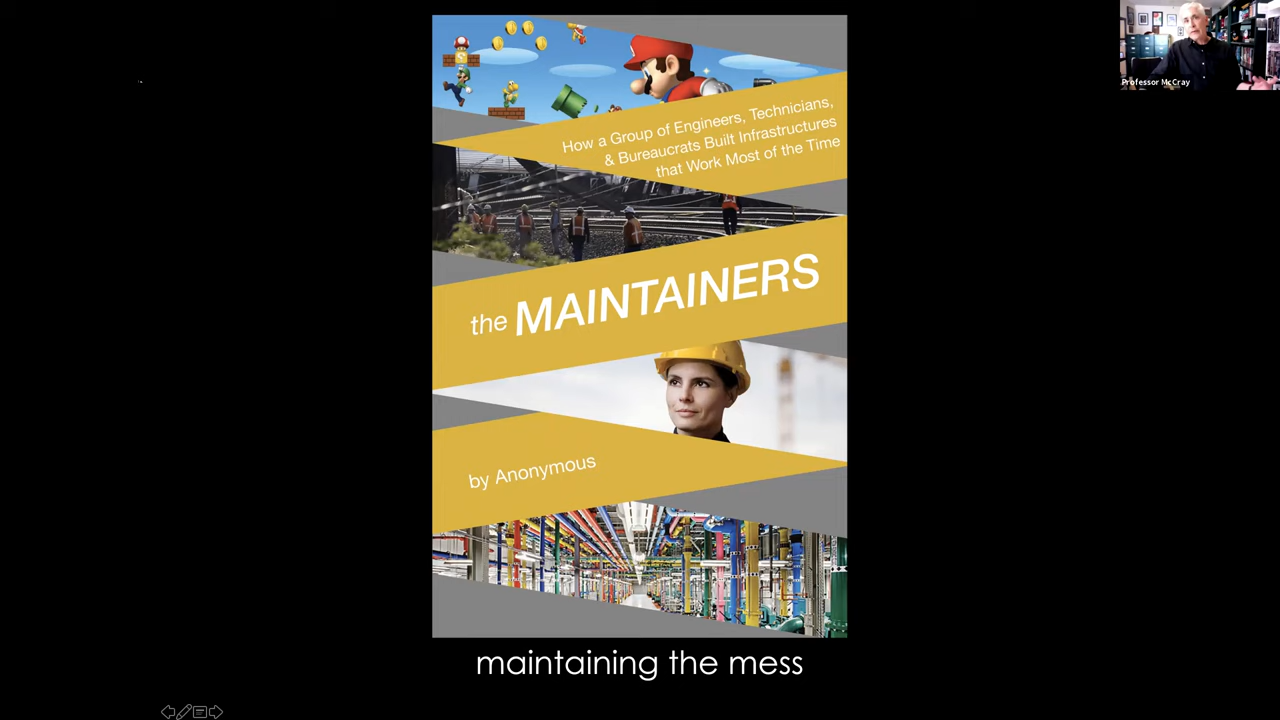 Professor McCray
How a Group of Engineers, Technicians,
& Bureaucrats Built Infrastructures
that Work Most of the Time
the MAINTAINERS
by Anonymous
maintaining the mess